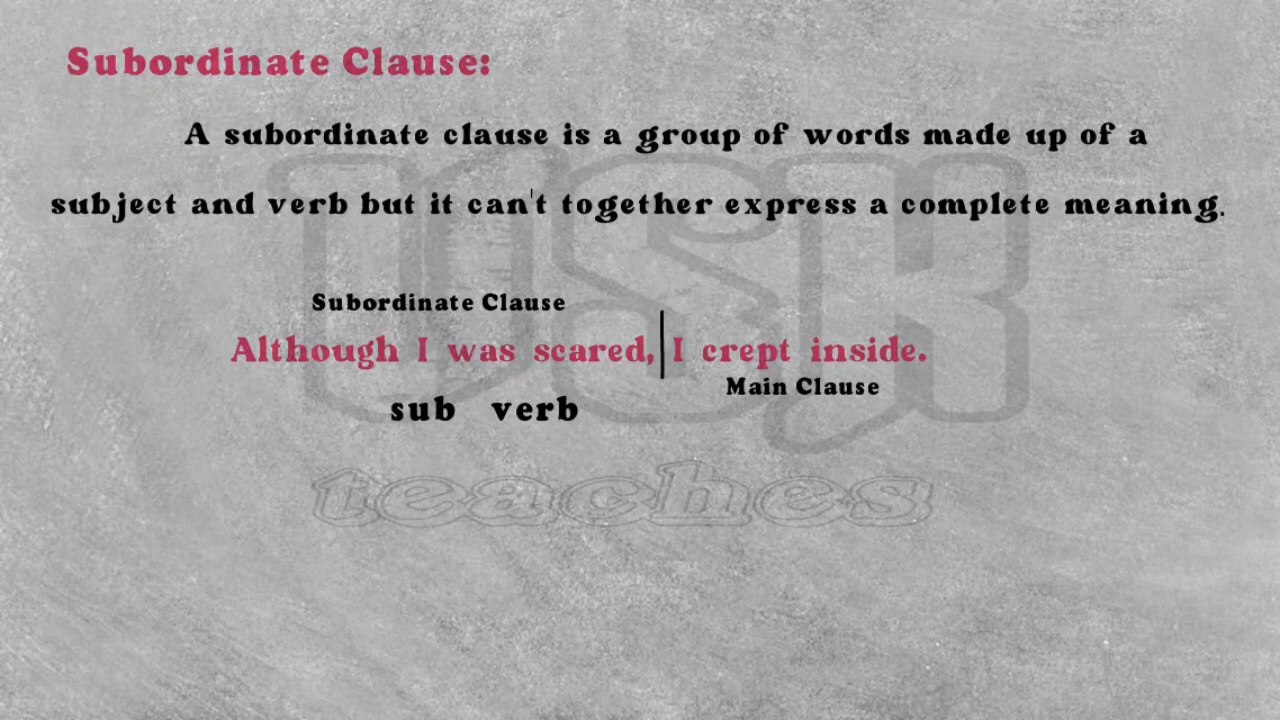 Subordinate Clause:
A subordinate clause is a group of words made up of a
subject and verb but it can't together express a complete meaning.
Subordinate Clause
Although I was scared, I crept inside.
Main Clause
sub verb
USK
teaches